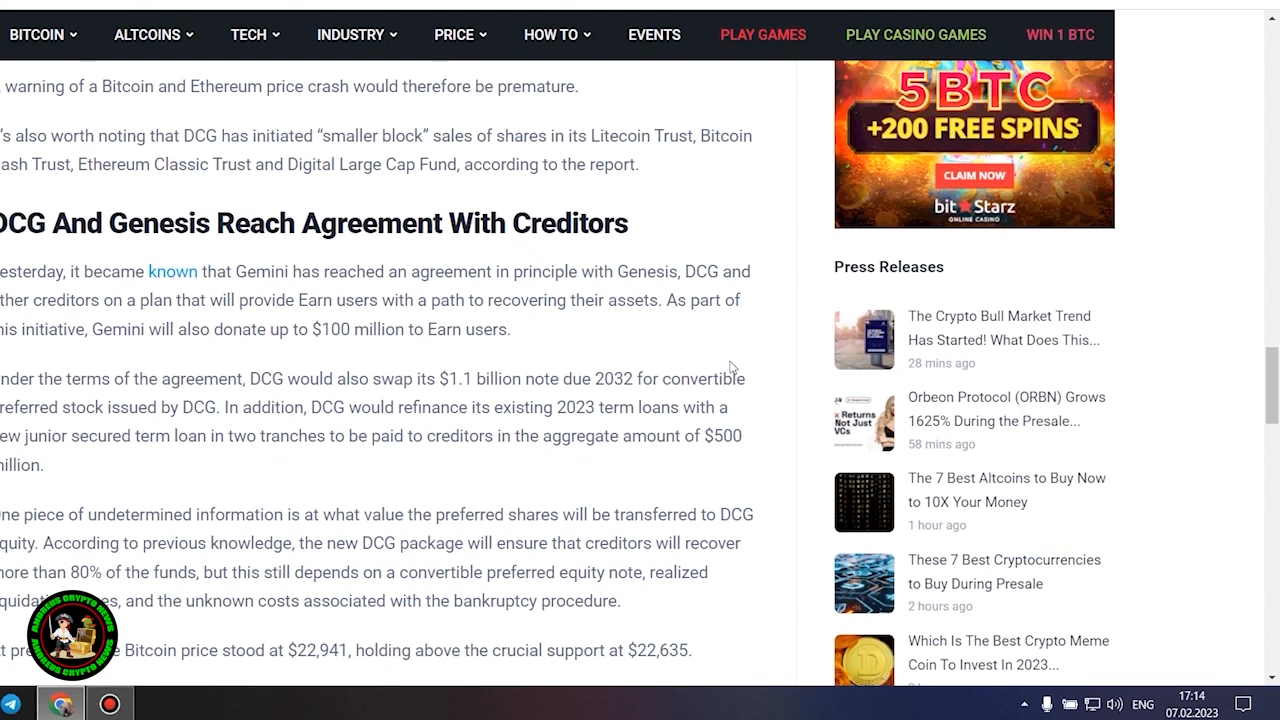 BITCOIN ALTCOINS TECH INDUSTRY PRICE HOW TO EVENTS PLAY GAMES PLAY CASINO GAMES WIN 1 BTC
warning of a Bitcoin and Ethereum price crash would therefore be premature.
's also worth noting that DCG has initiated “smaller block” sales of shares in its Litecoin Trust, Bitcoin
ash Trust, Ethereum Classic Trust and Digital Large Cap Fund, according to the report.
DCG And Genesis Reach Agreement With Creditors
esterday, it became known that Gemini has reached an agreement in principle with Genesis, DCG and
ther creditors on a plan that will provide Earn users with a path to recovering their assets. As part of
his initiative, Gemini will also donate up to $100 million to Earn users.
nder the terms of the agreement, DCG would also swap its $1.1 billion note due 2032 for convertible
referred stock issued by DCG. In addition, DCG would refinance its existing 2023 term loans with a
ew junior secured term loan in two tranches to be paid to creditors in the aggregate amount of $500
illion.
ne piece of undetermined information is at what value the preferred shares will be transferred to DCG
quity. According to previous knowledge, the new DCG package will ensure that creditors will recover
ore than 80% of the funds, but this still depends on a convertible preferred equity note, realized
es, and the unknown costs associated with the bankruptcy procedure.
Bitcoin price stood at $22,941, holding above the crucial support at $22,635.
ANDREUS CRYPTO NEWS
ANDREUS CRYPTO NEWS
5BTC
+200 FREE SPINS
CLAIM NOW
bitStarz
ONLINE CASINO
Press Releases
The Crypto Bull Market Trend
Has Started! What Does This...
28 mins ago
Returns
Not Just
VCs
Orbeon Protocol (ORBN) Grows
1625% During the Presale...
58 mins ago
The 7 Best Altcoins to Buy Now
to 10X Your Money
1 hour ago
These 7 Best Cryptocurrencies
to Buy During Presale
2 hours ago
Which Is The Best Crypto Meme
Coin To Invest In 2023...
ENG
17:14
07.02.2023